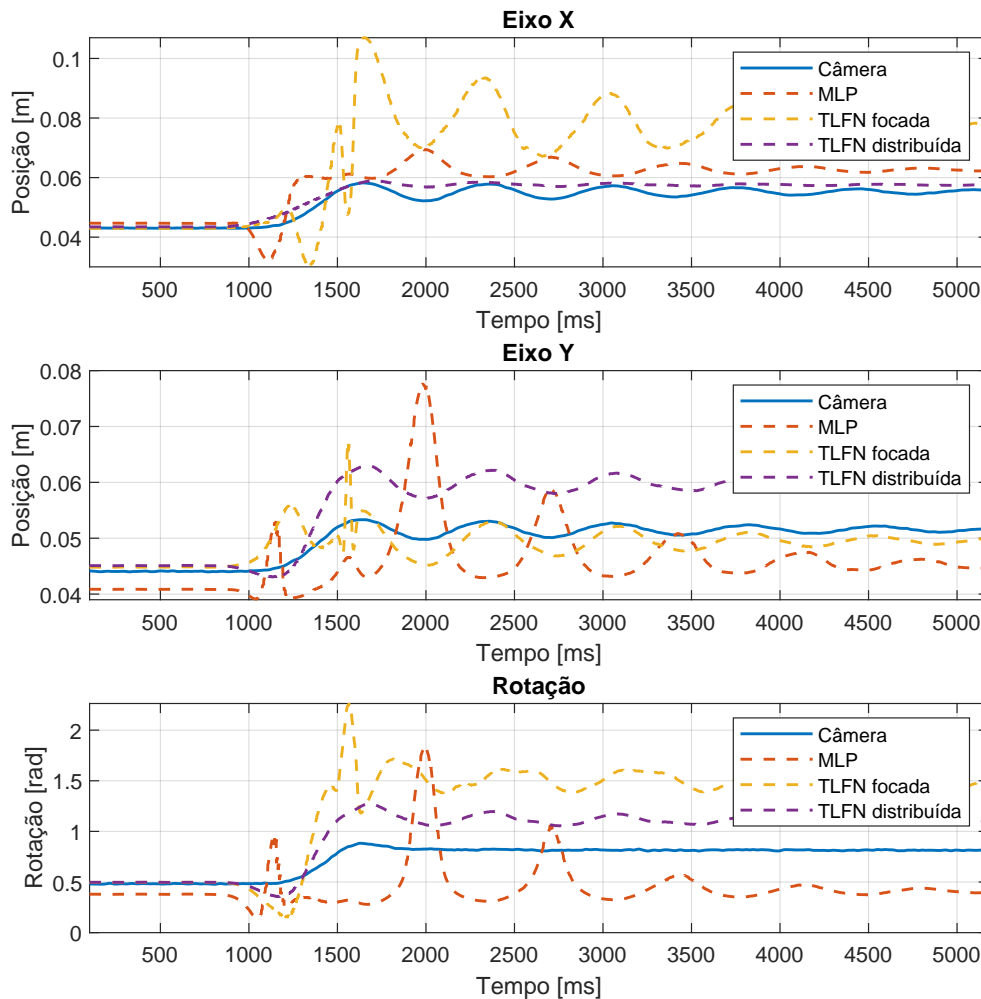 Eixo X
0.1
0.08
0.06
0.04
Posição [m]
Câmera
MLP
TLFN focada
TLFN distribuída
500 1000 1500 2000 2500 3000 3500 4000 4500 5000
Tempo [ms]
Eixo Y
0.08
0.07
0.06
0.05
0.04
Posição [m]
Câmera
MLP
TLFN focada
TLFN distribuída
500 1000 1500 2000 2500 3000 3500 4000 4500 5000
Tempo [ms]
Rotação
2
1.5
1
0.5
0
Rotação [rad]
Câmera
MLP
TLFN focada
TLFN distribuída
500 1000 1500 2000 2500 3000 3500 4000 4500 5000
Tempo [ms]